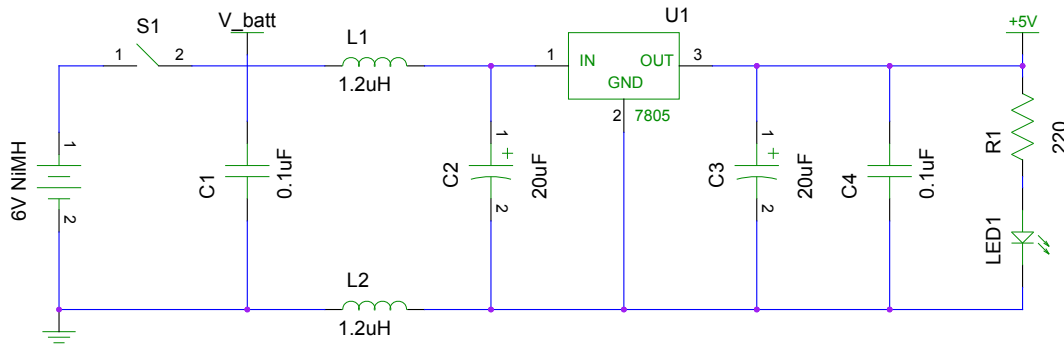 S1
1 2
V_batt
L1
1.2uH
U1
1 IN OUT 3
GND
2 7805
+5V
6V NiMH
1
2
C1
0.1uF
C2
1
+
2
20uF
C3
1
+
2
20uF
C4
0.1uF
R1
220
LED1
L2
1.2uH